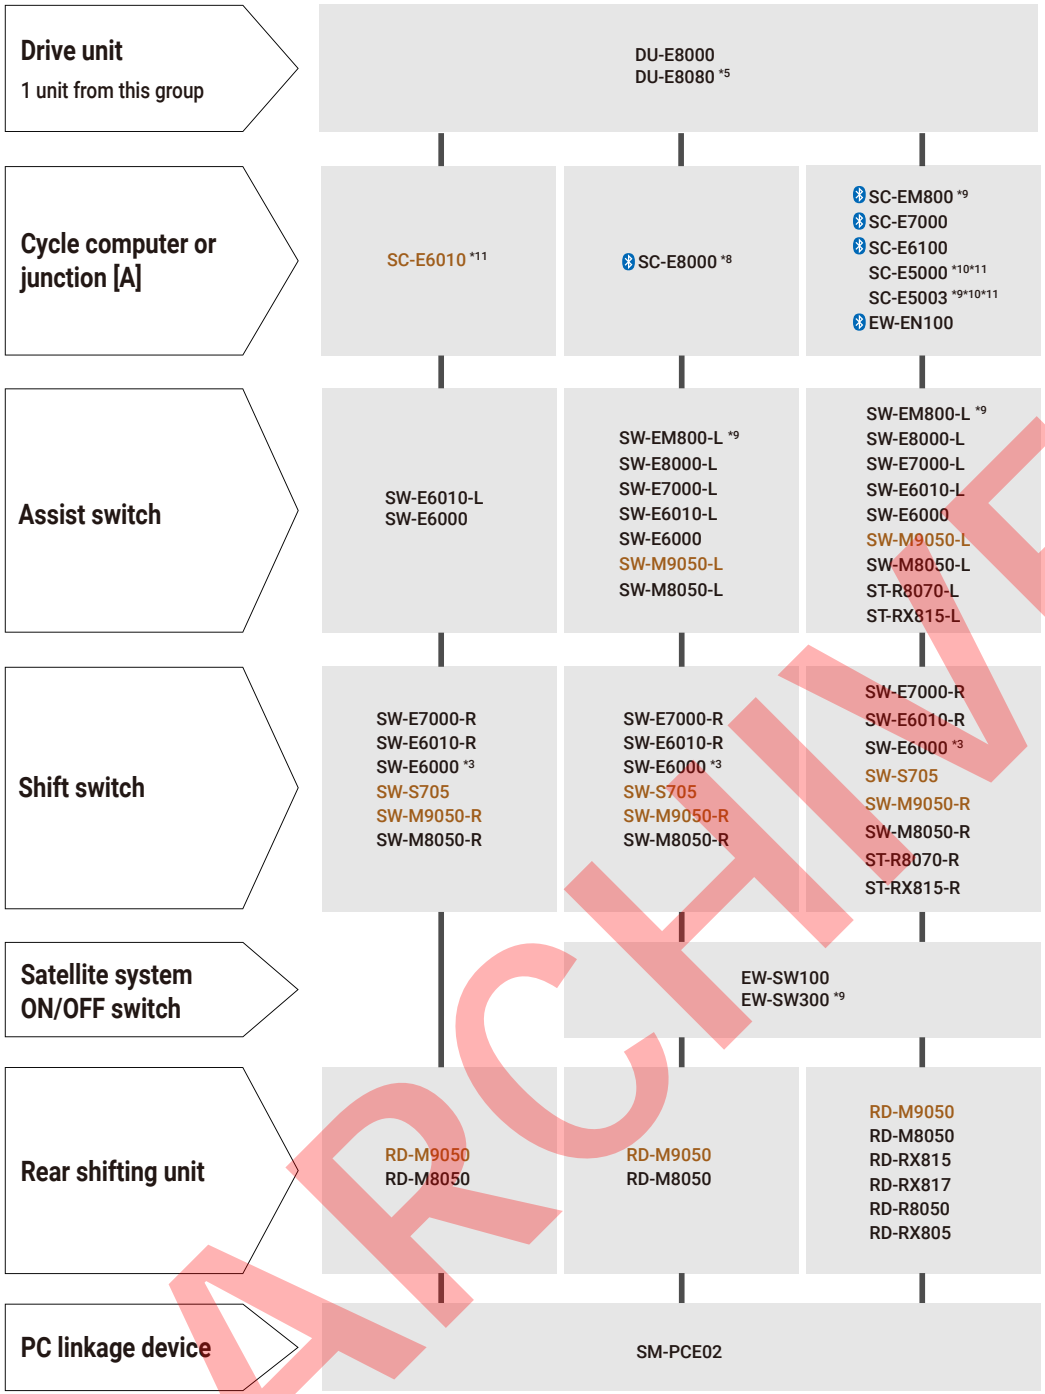 Drive unit
1 unit from this group
DU-E8000
DU-E8080 *5
Cycle computer or
junction [A]
SC-E6010 *11
SC-E8000 *8
SC-EM800 *9
SC-E7000
SC-E6100
SC-E5000 *10*11
SC-E5003 *9*10*11
EW-EN100
Assist switch
SW-E6010-L
SW-E6000
SW-EM800-L *9
SW-E8000-L
SW-E7000-L
SW-E6010-L
SW-E6000
SW-M9050-L
SW-M8050-L
SW-EM800-L *9
SW-E8000-L
SW-E7000-L
SW-E6010-L
SW-E6000
SW-M9050-L
SW-M8050-L
ST-R8070-L
ST-RX815-L
Shift switch
SW-E7000-R
SW-E6010-R
SW-E6000 *3
SW-S705
SW-M9050-R
SW-M8050-R
SW-E7000-R
SW-E6010-R
SW-E6000 *3
SW-S705
SW-M9050-R
SW-M8050-R
SW-E7000-R
SW-E6010-R
SW-E6000 *3
SW-S705
SW-M9050-R
SW-M8050-R
ST-R8070-R
ST-RX815-R
Satellite system
ON/OFF switch
EW-SW100
EW-SW300 *9
Rear shifting unit
RD-M9050
RD-M8050
RD-M9050
RD-M8050
RD-M9050
RD-M8050
RD-RX815
RD-RX817
RD-R8050
RD-RX805
PC linkage device
SM-PCE02
ARCHIVE